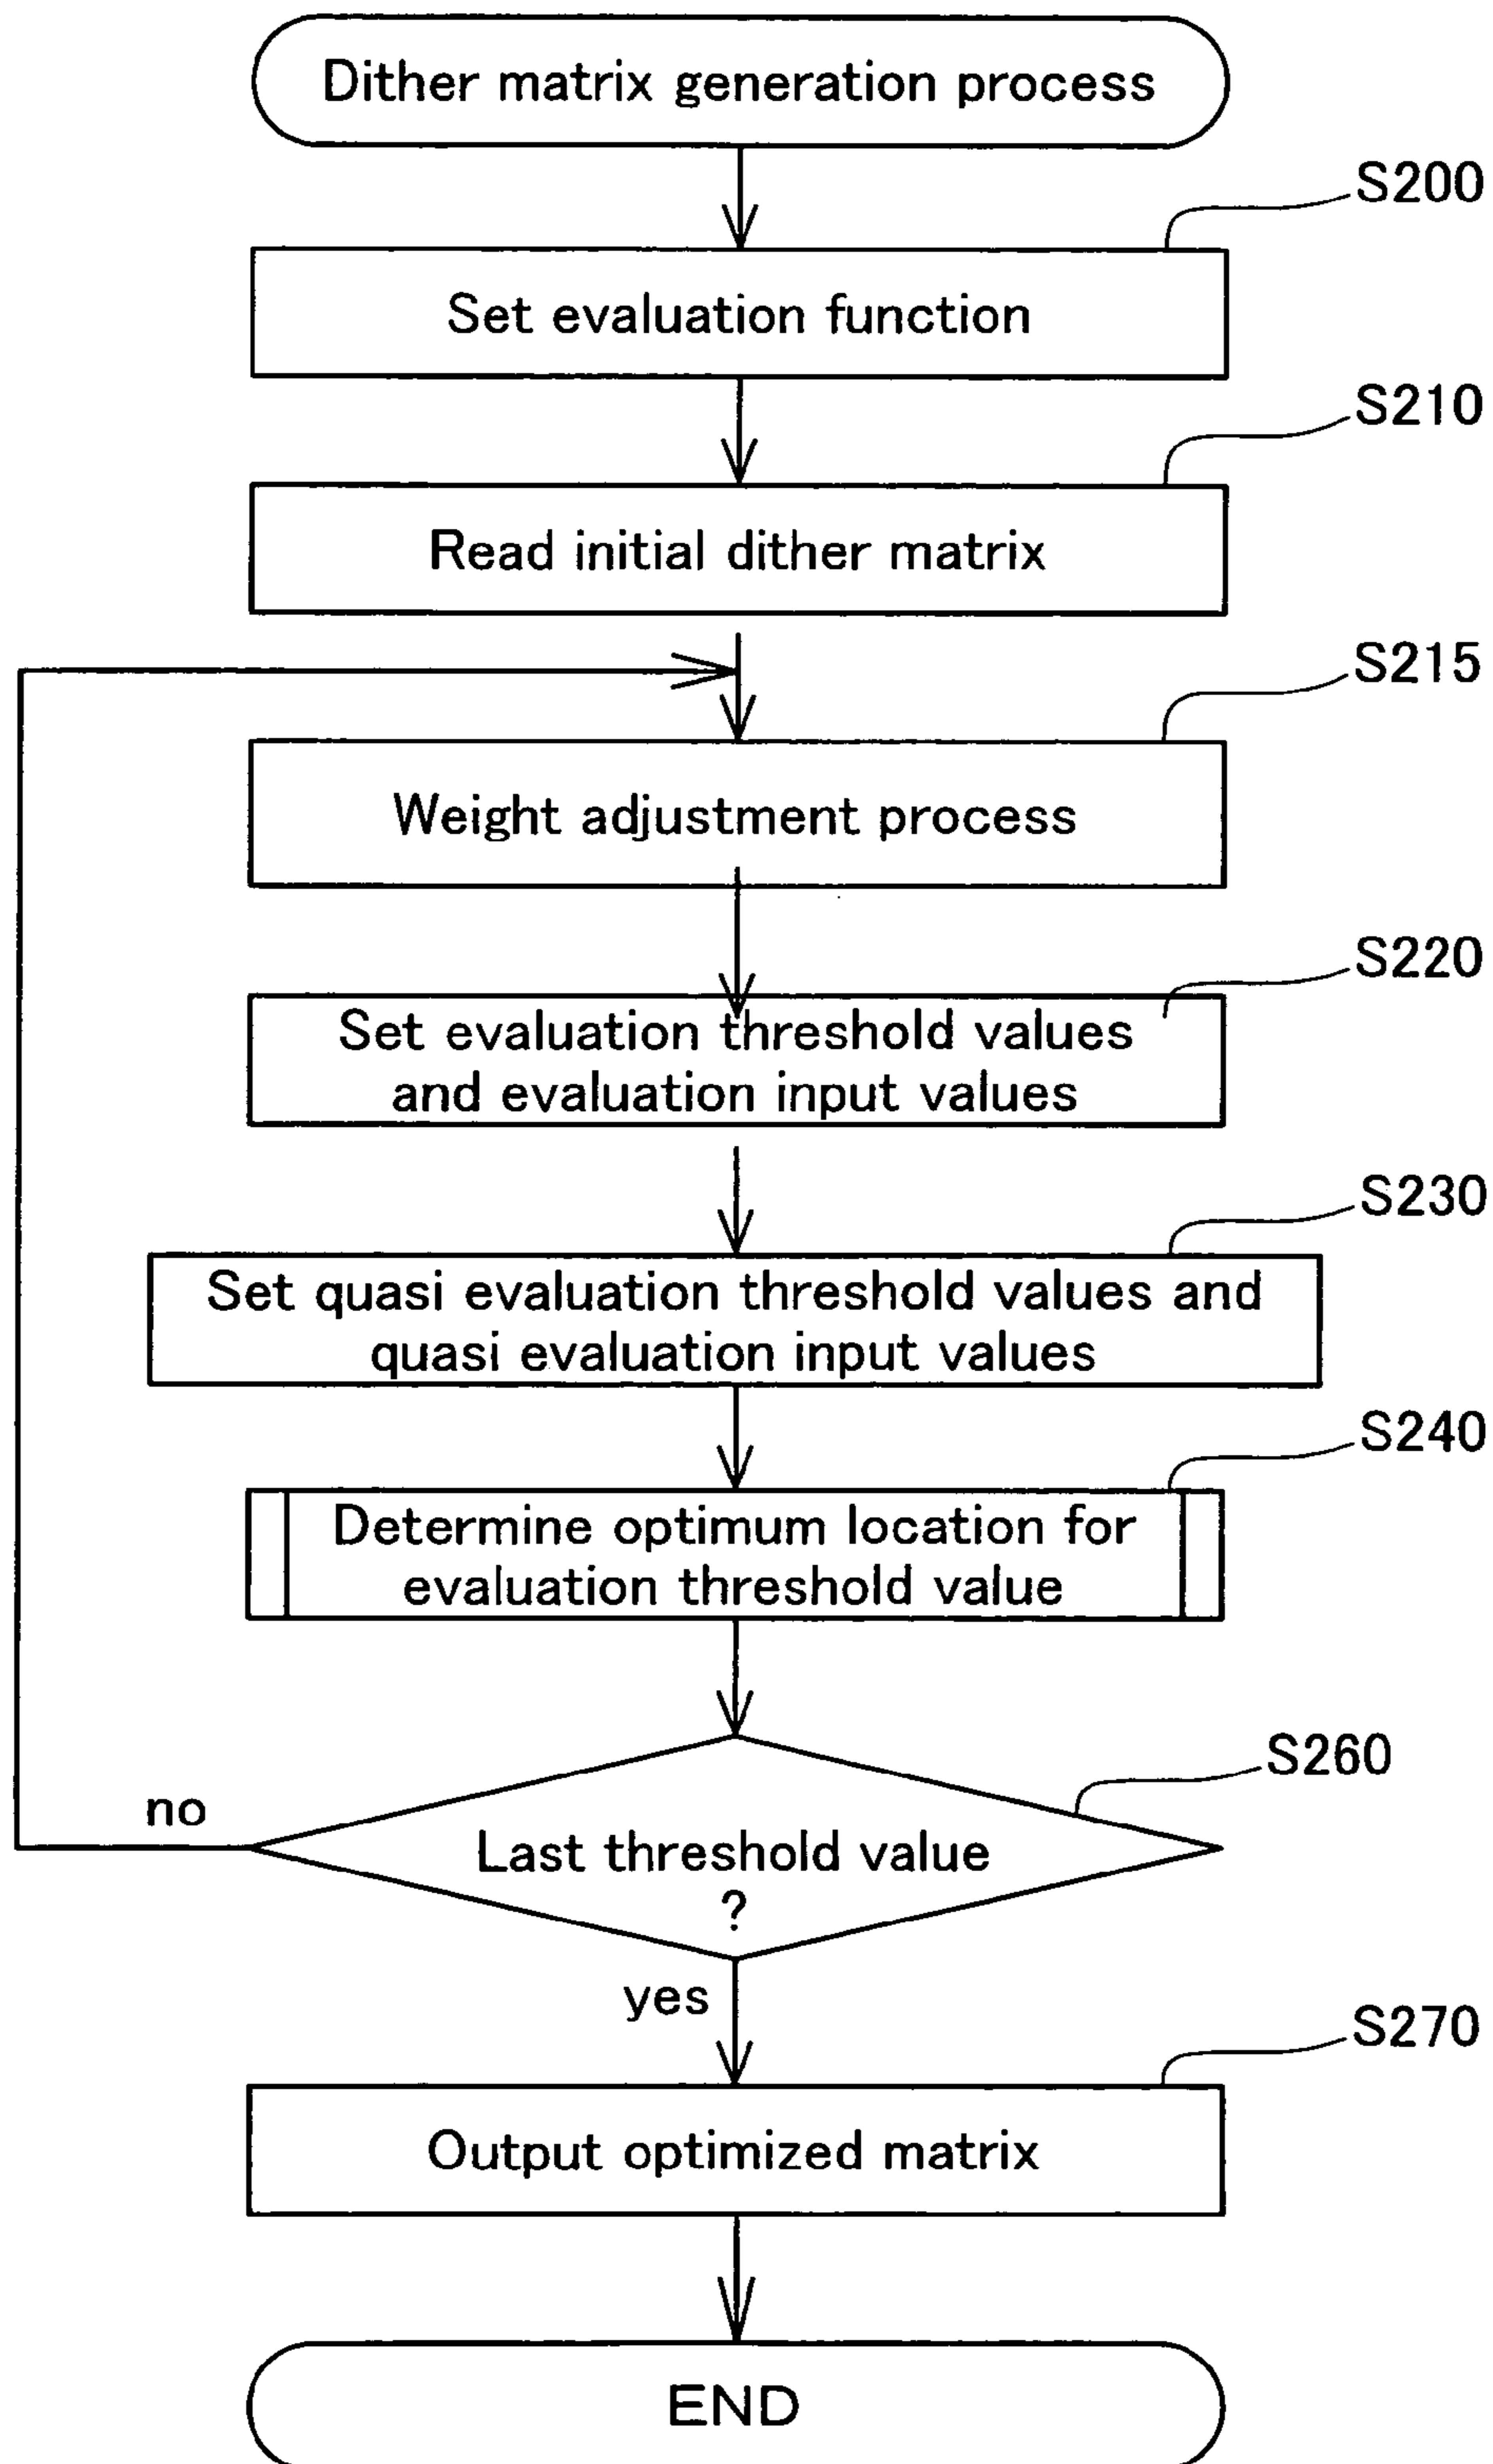 Dither matrix generation process
S200
Set evaluation function
S210
Read initial dither matrix
S215
Weight adjustment process
S220
Set evaluation threshold values
and evaluation input values
S230
Set quasi evaluation threshold values and
quasi evaluation input values
S240
Determine optimum location for
evaluation threshold value
S260
no
Last threshold value
?
yes
S270
Output optimized matrix
END